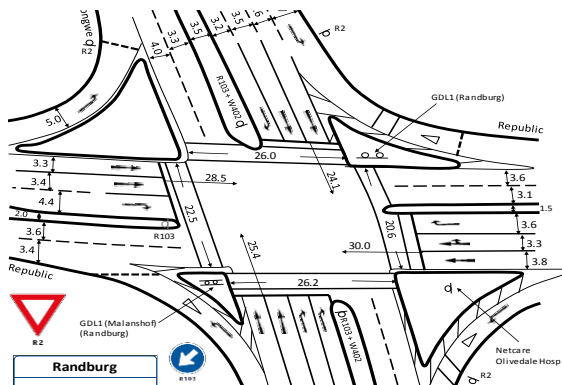 ongwe
R2
4.0
3.3
3.5
3.2
3.5
.6
R2
R103 + W402
GDL1 (Randburg)
Republic
5.0
3.3
3.4
4.4
2.0
3.6
3.4
28.5
26.0
24.1
22.5
R103
25.4
20.6
30.0
26.2
3.6
3.1
1.5
3.6
3.3
3.8
Republic
R2
GDL1 (Malanshof)
(Randburg)
R103 + W402
R2
Netcare
Olivedale Hosp
Randburg
R103